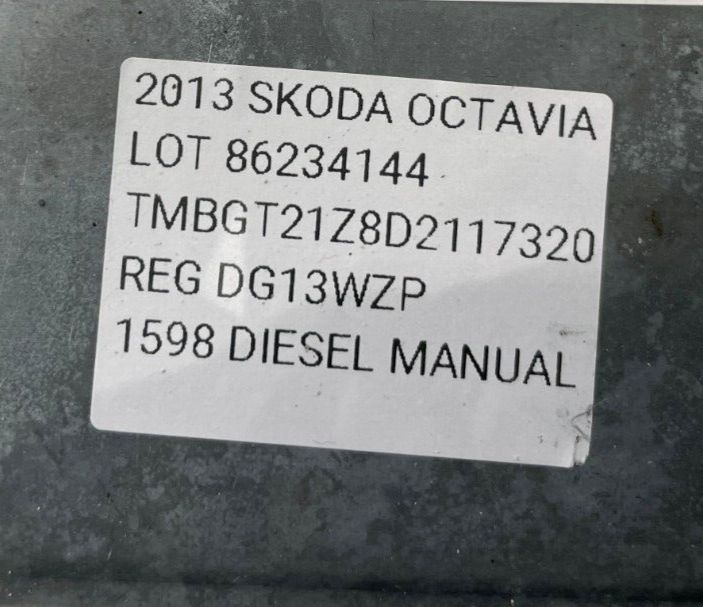 2013 SKODA OCTAVIA
LOT 86234144
TMBGT21Z8D2117320
REG DG13WZP
1598 DIESEL MANUAL